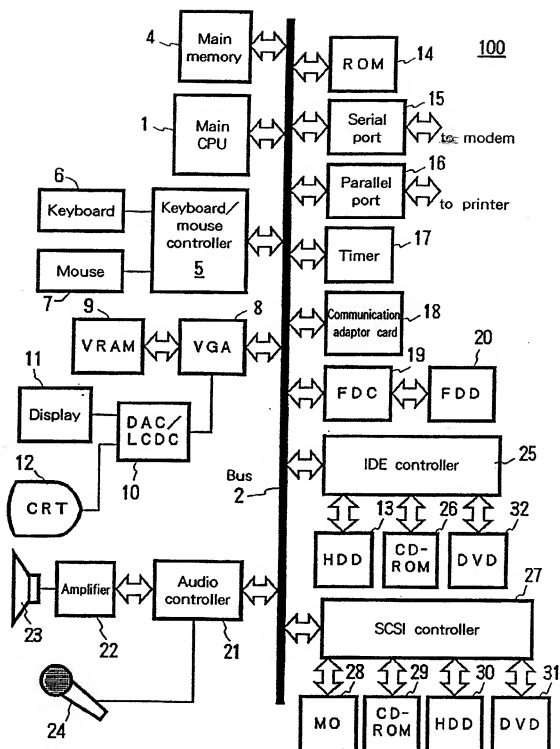 4
Main
memory
14
ROM
100
1
Main
CPU
15
Serial
port
to modem
16
Parallel
port
to printer
6
Keyboard
Keyboard/
mouse
controller
5
Mouse
7
17
Timer
18
Communication
adaptor card
9
VRAM
8
VGA
19
FDC
20
FDD
11
Display
DAC/
LCDC
10
12
CRT
Bus
2
25
IDE controller
13
HDD
26
CD-
ROM
32
DVD
23
Amplifier
22
Audio
controller
21
27
SCSI controller
24
28
MO
29
CD-
ROM
30
HDD
31
DVD